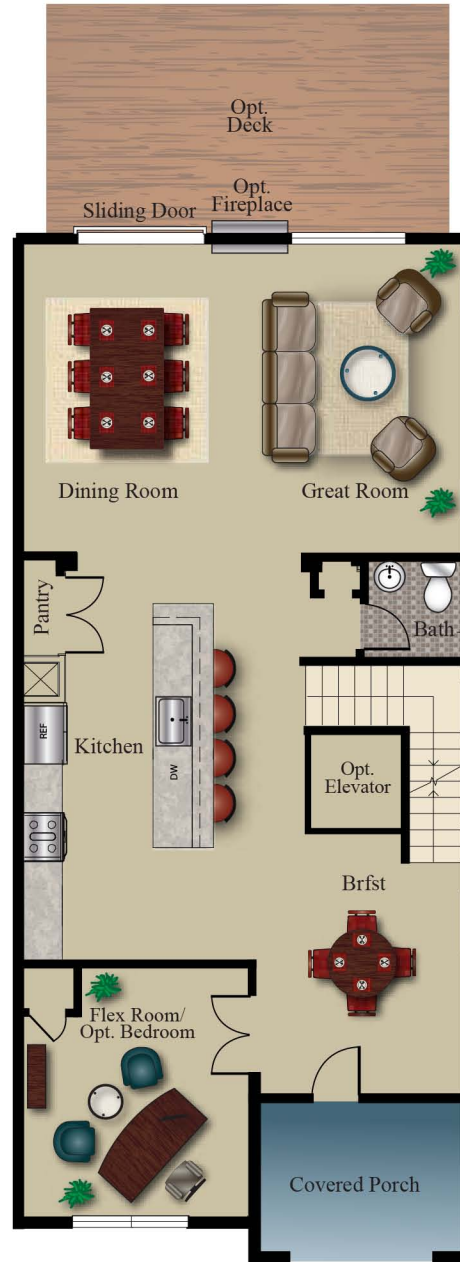 Opt.
Deck
Opt.
Fireplace
Sliding Door
Dining Room
Great Room
Pantry
Bath
REF
Kitchen
DW
Opt.
Elevator
Brfst
Flex Room/
Opt. Bedroom
Covered Porch